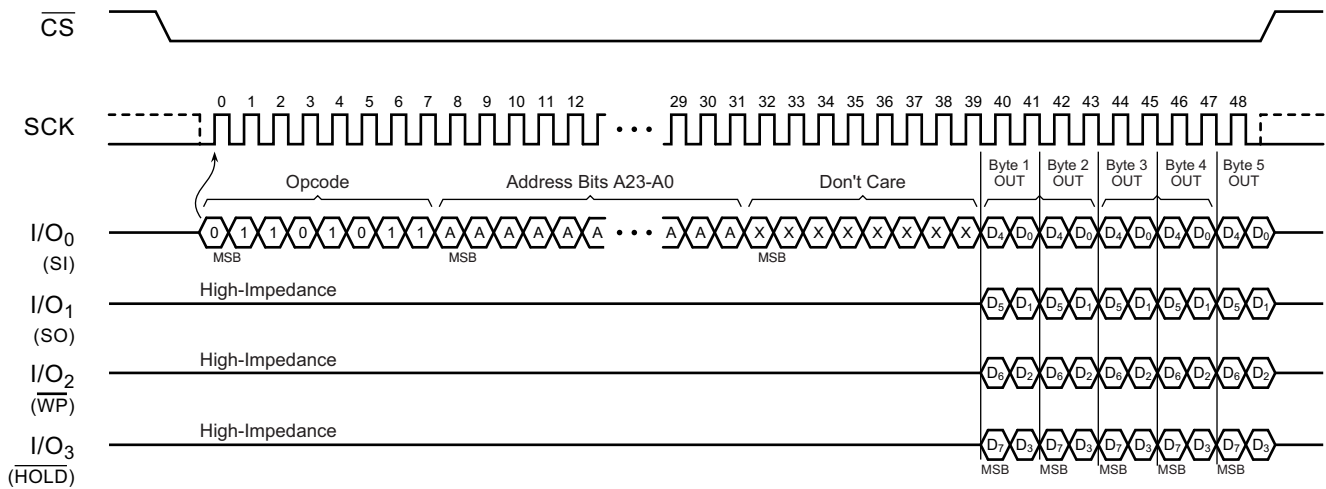 CS
SCK
0 1 2 3 4 5 6 7 8 9 10 11 12 29 30 31 32 33 34 35 36 37 38 39 40 41 42 43 44 45 46 47 48
Opcode
Address Bits A23-A0
Don't Care
Byte 1 OUT
Byte 2 OUT
Byte 3 OUT
Byte 4 OUT
Byte 5 OUT
I/O0 (SI)
0 1 1 0 1 0 1 1 A A A A A A A A A X X X X X X X X D4 D0 D4 D0 D4 D0 D4 D0 D4 D0
MSB MSB MSB
I/O1 (SO)
High-Impedance
D5 D1 D5 D1 D5 D1 D5 D1 D5 D1
I/O2 (WP)
High-Impedance
D6 D2 D6 D2 D6 D2 D6 D2 D6 D2
I/O3 (HOLD)
High-Impedance
D7 D3 D7 D3 D7 D3 D7 D3 D7 D3
MSB MSB MSB MSB MSB